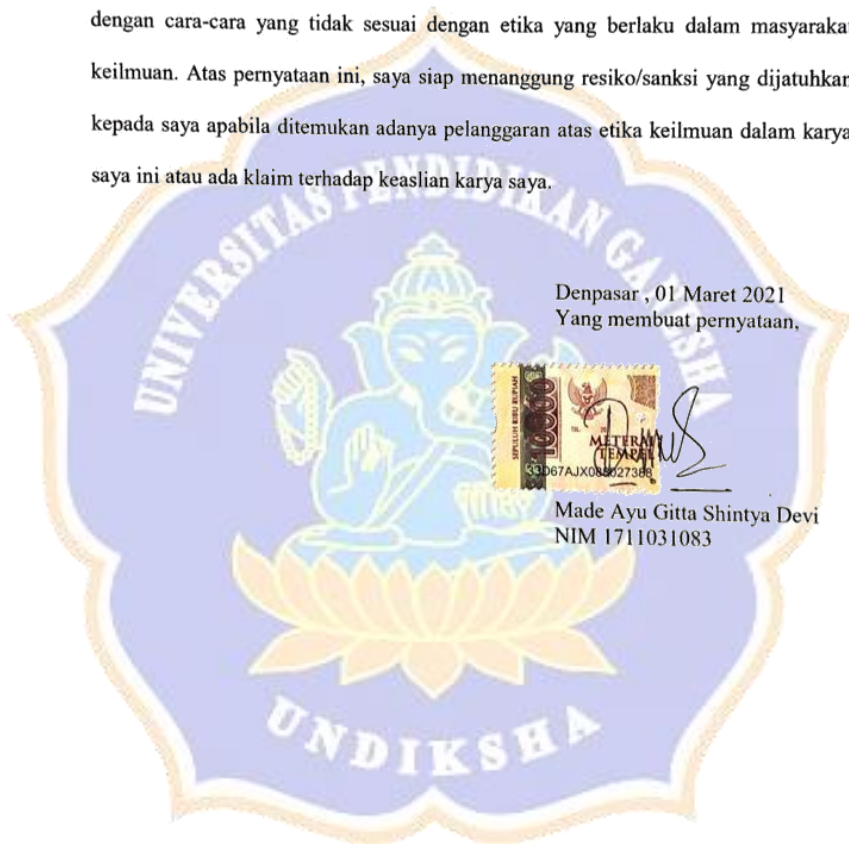 dengan cara-cara yang tidak sesuai dengan etika yang berlaku dalam masyarakat
keilmuan. Atas pernyataan ini, saya siap menanggung resiko/sanksi yang dijatuhkan
kepada saya apabila ditemukan adanya pelanggaran atas etika keilmuan dalam karya
saya ini atau ada klaim terhadap keaslian karya saya.
UNIVERSITAS PENDIDIKAN GANESHA
Denpasar , 01 Maret 2021
Yang membuat pernyataan,
SEPULUH RIBU RUPIAH
10000
METERAI
TEMPEL
33D67AJX088027388
Made Ayu Gitta Shintya Devi
NIM 1711031083
UNDIKSHA